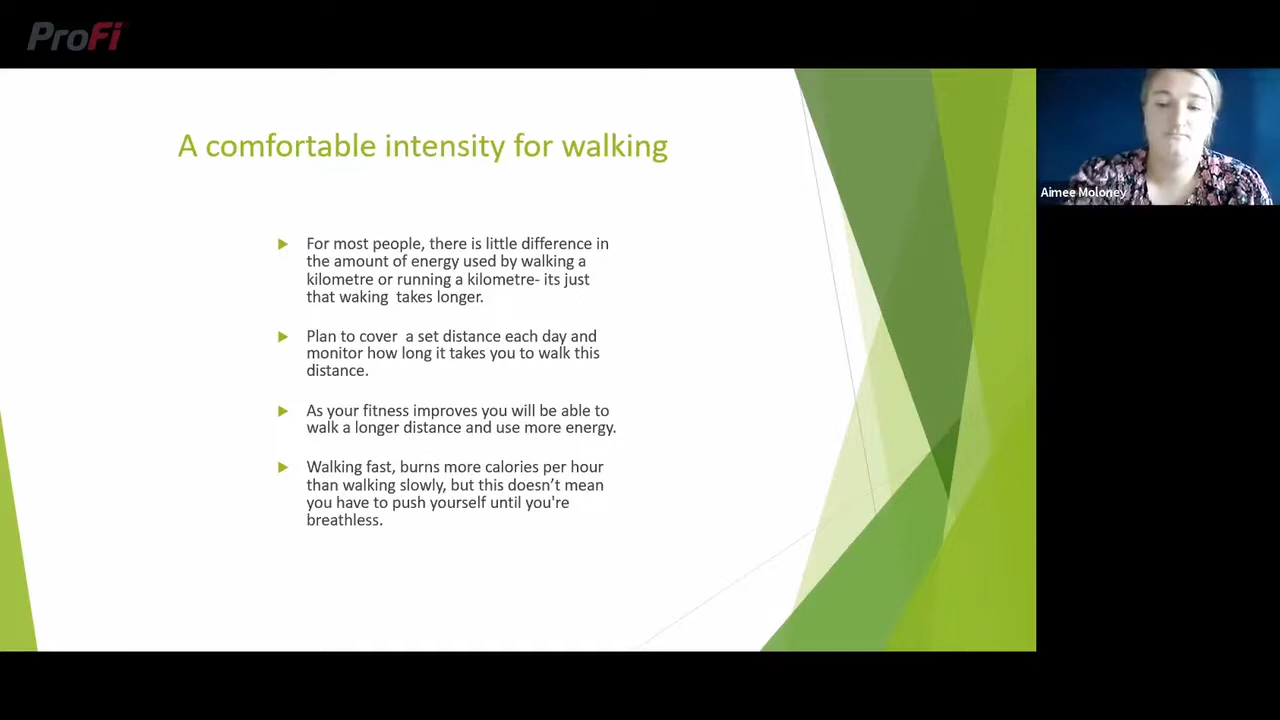 ProFi
A comfortable intensity for walking
For most people, there is little difference in
the amount of energy used by walking a
kilometre or running a kilometre- its just
that waking  takes longer.
Plan to cover  a set distance each day and
monitor how long it takes you to walk this
distance.
As your fitness improves you will be able to
walk a longer distance and use more energy.
Walking fast, burns more calories per hour
than walking slowly, but this doesn’t mean
you have to push yourself until you're
breathless.
Aimee Moloney